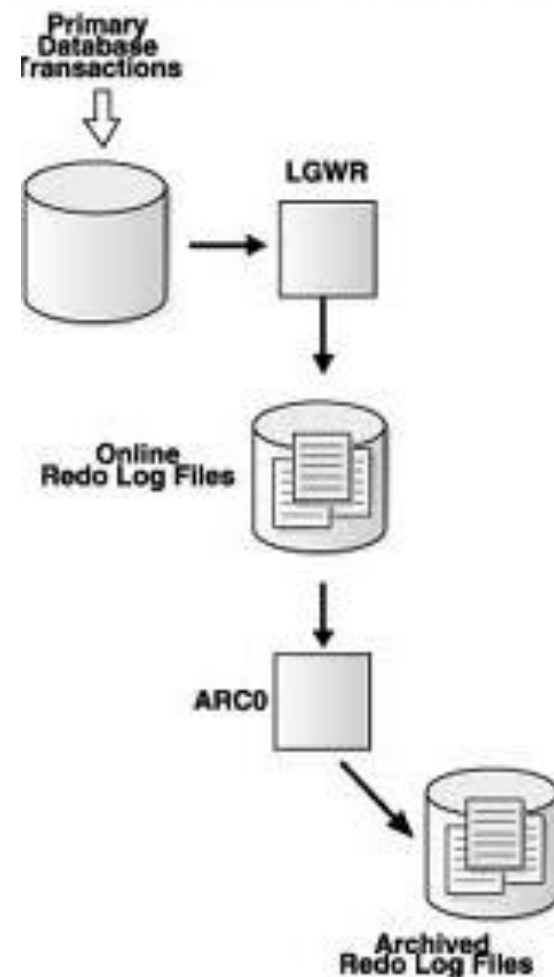 Primary
Database
Transactions
LGWR
Online
Redo Log Files
ARC0
Archived
Redo Log Files